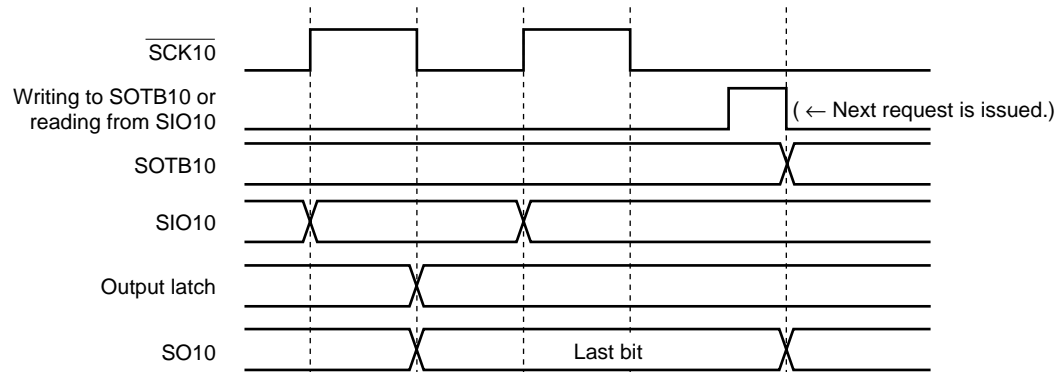 SCK10
Writing to SOTB10 or
reading from SIO10
( ← Next request is issued.)
SOTB10
SIO10
Output latch
SO10
Last bit